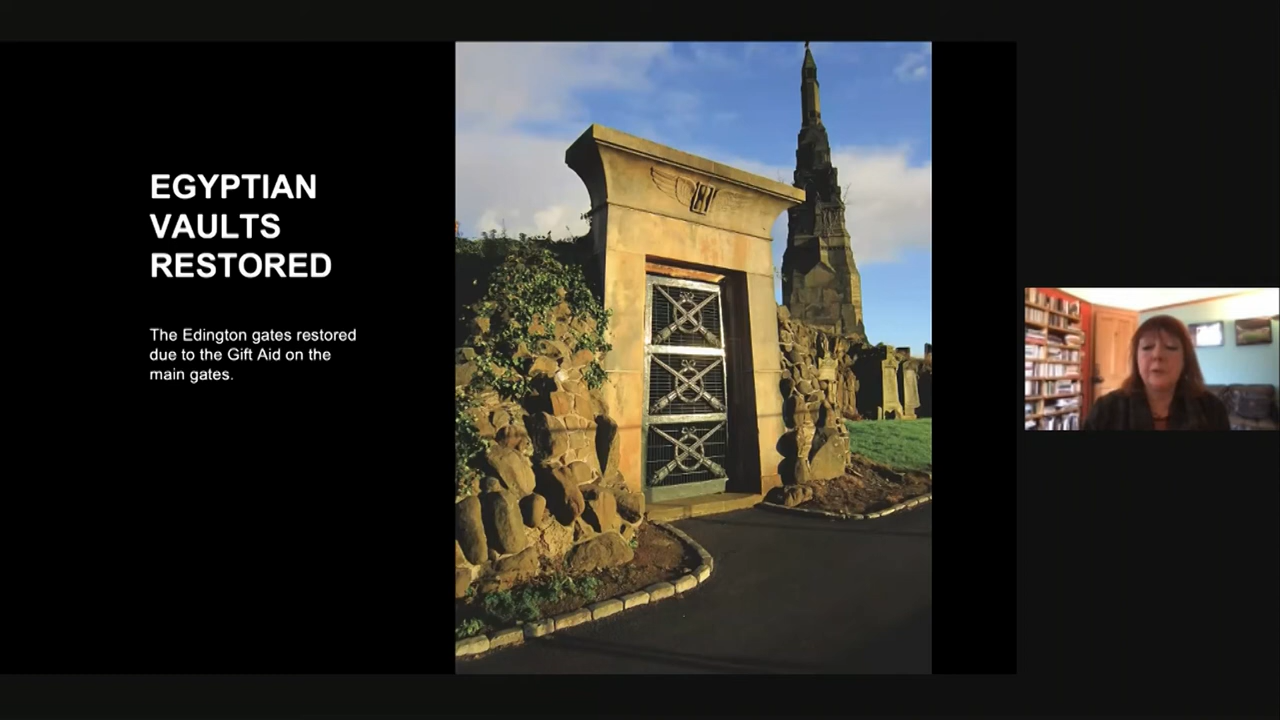 EGYPTIAN
VAULTS
RESTORED
The Edington gates restored
due to the Gift Aid on the
main gates.